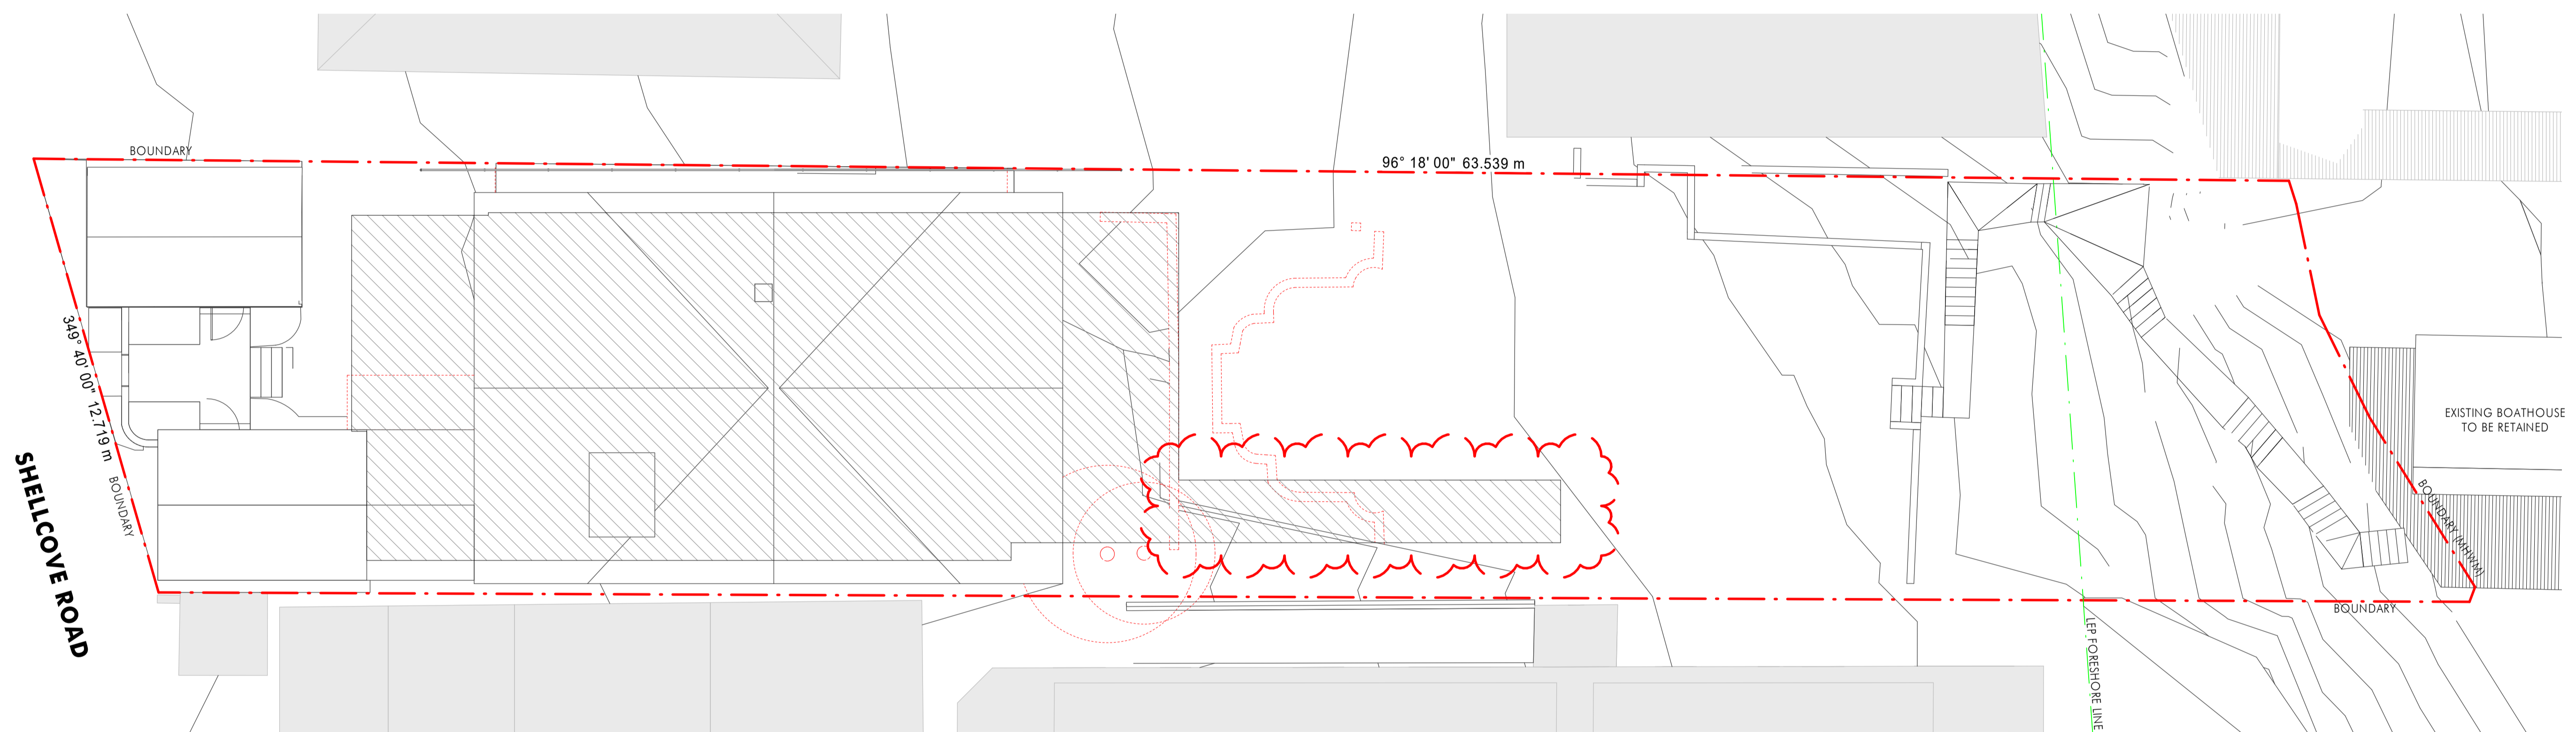 BOUNDARY
96° 18' 00" 63.539 m
349° 40' 00" 12.719 m
BOUNDARY
SHELLCOVE ROAD
EXISTING BOATHOUSE
TO BE RETAINED
BOUNDARY (MHWM)
BOUNDARY
LEP FORESHORE LINE